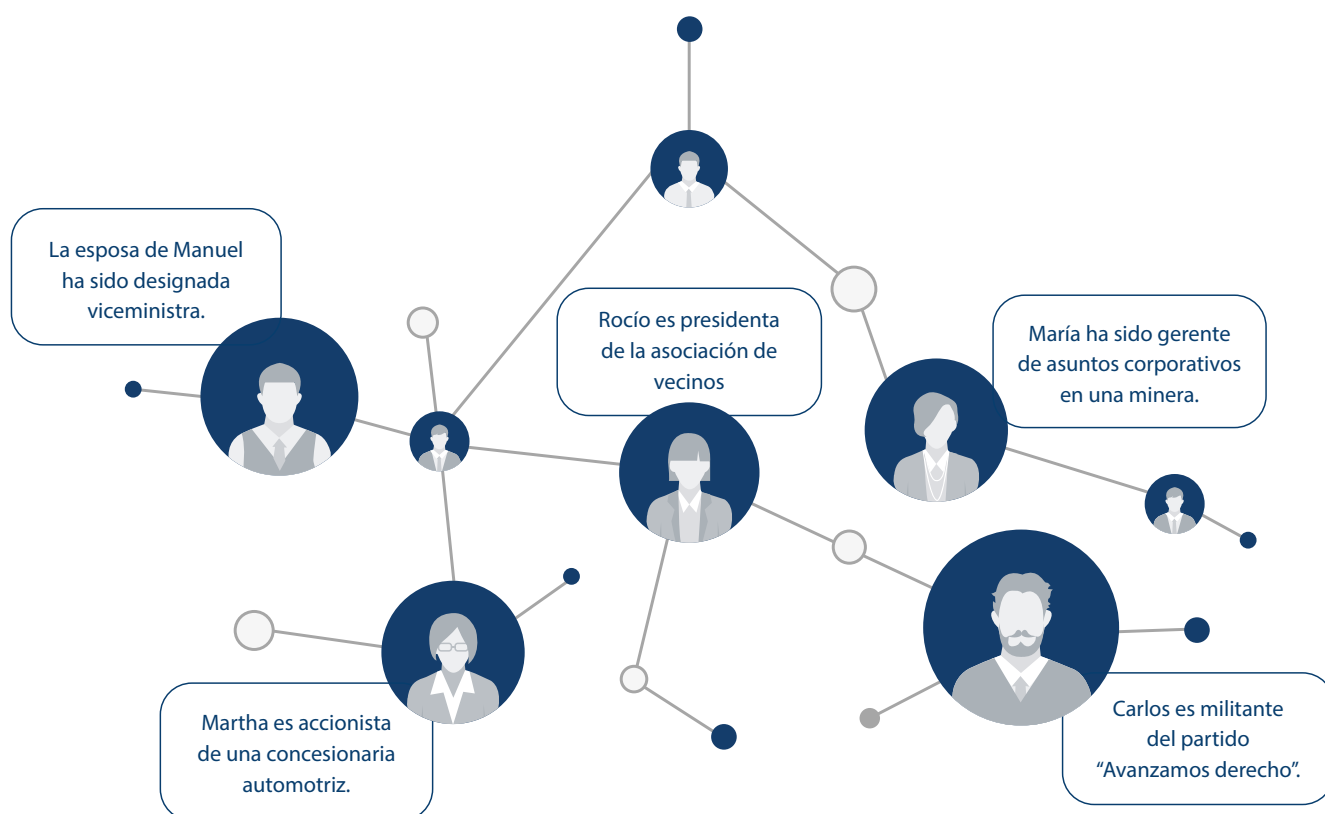 La esposa de Manuel
ha sido designada
viceministra.
Rocío es presidenta
de la asociación de
vecinos
María ha sido gerente
de asuntos corporativos
en una minera.
Martha es accionista
de una concesionaria
automotriz.
Carlos es militante
del partido
“Avanzamos derecho”.